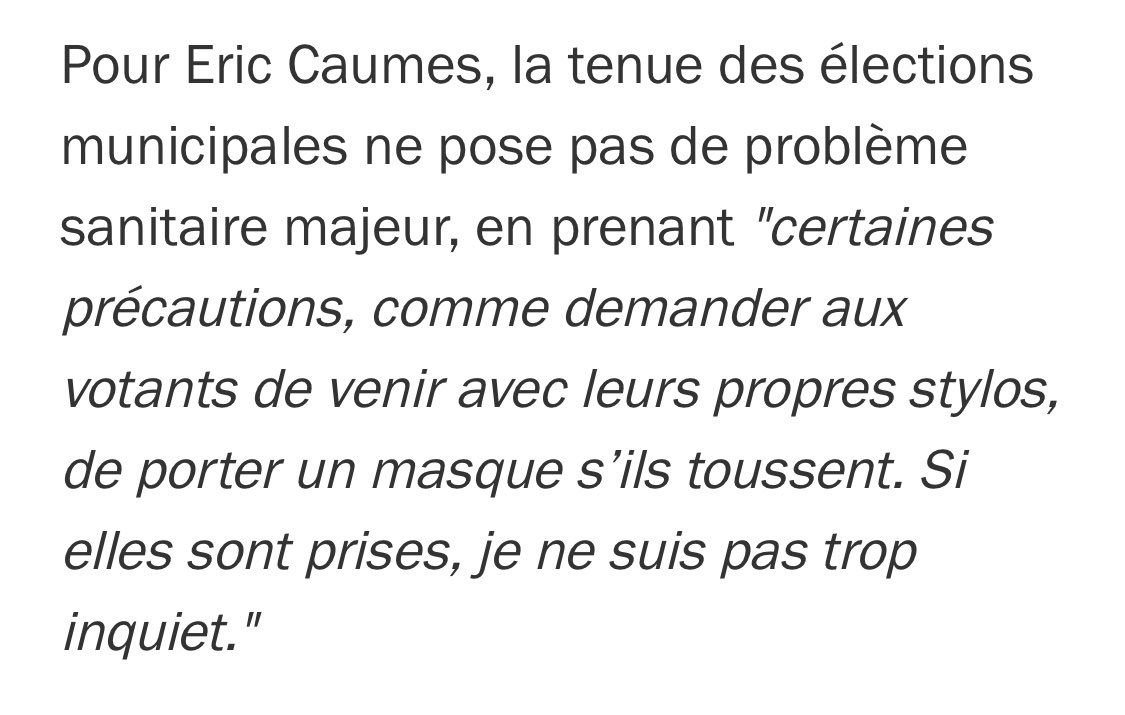 Pour Eric Caumes, la tenue des élections
municipales ne pose pas de problème
sanitaire majeur, en prenant "certaines
précautions, comme demander aux
votants de venir avec leurs propres stylos,
de porter un masque s’ils toussent. Si
elles sont prises, je ne suis pas trop
inquiet."